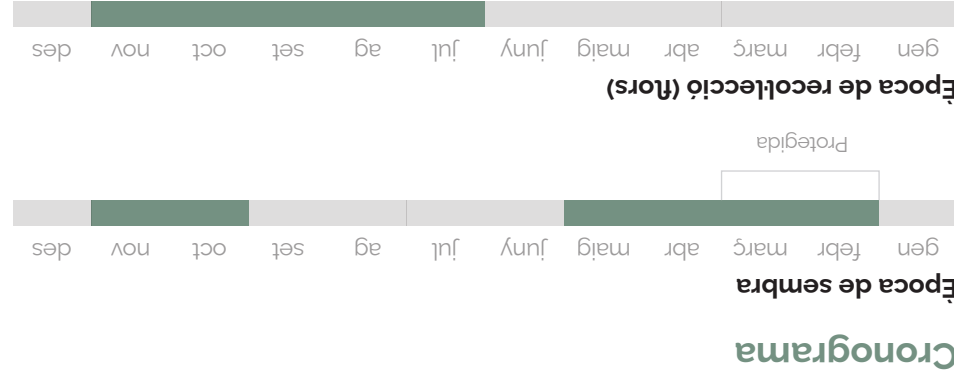 Cronograma
Època de sembra
gen febr març abr maig juny jul ag set oct nov des
Protegida
Època de recol·lecció (flors)
gen febr març abr maig juny jul ag set oct nov des